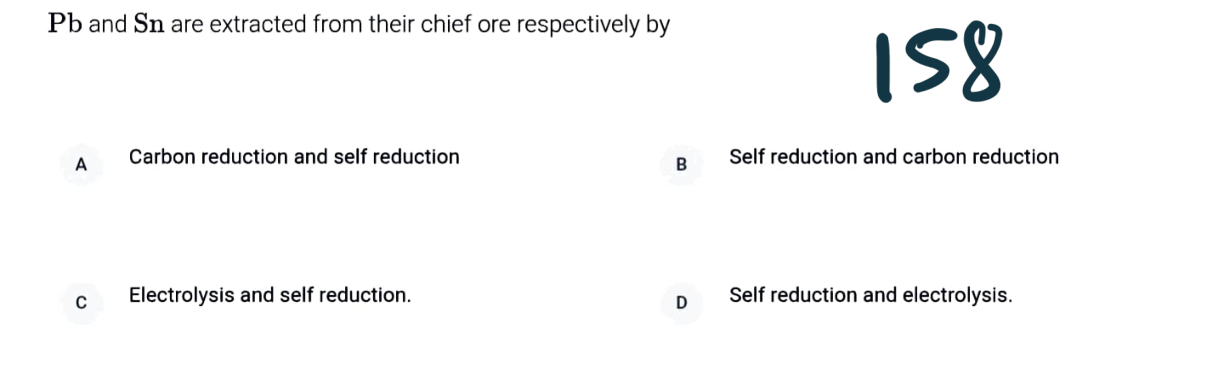 Pb and Sn are extracted from their chief ore respectively by
158
A Carbon reduction and self reduction
B Self reduction and carbon reduction
C Electrolysis and self reduction.
D Self reduction and electrolysis.